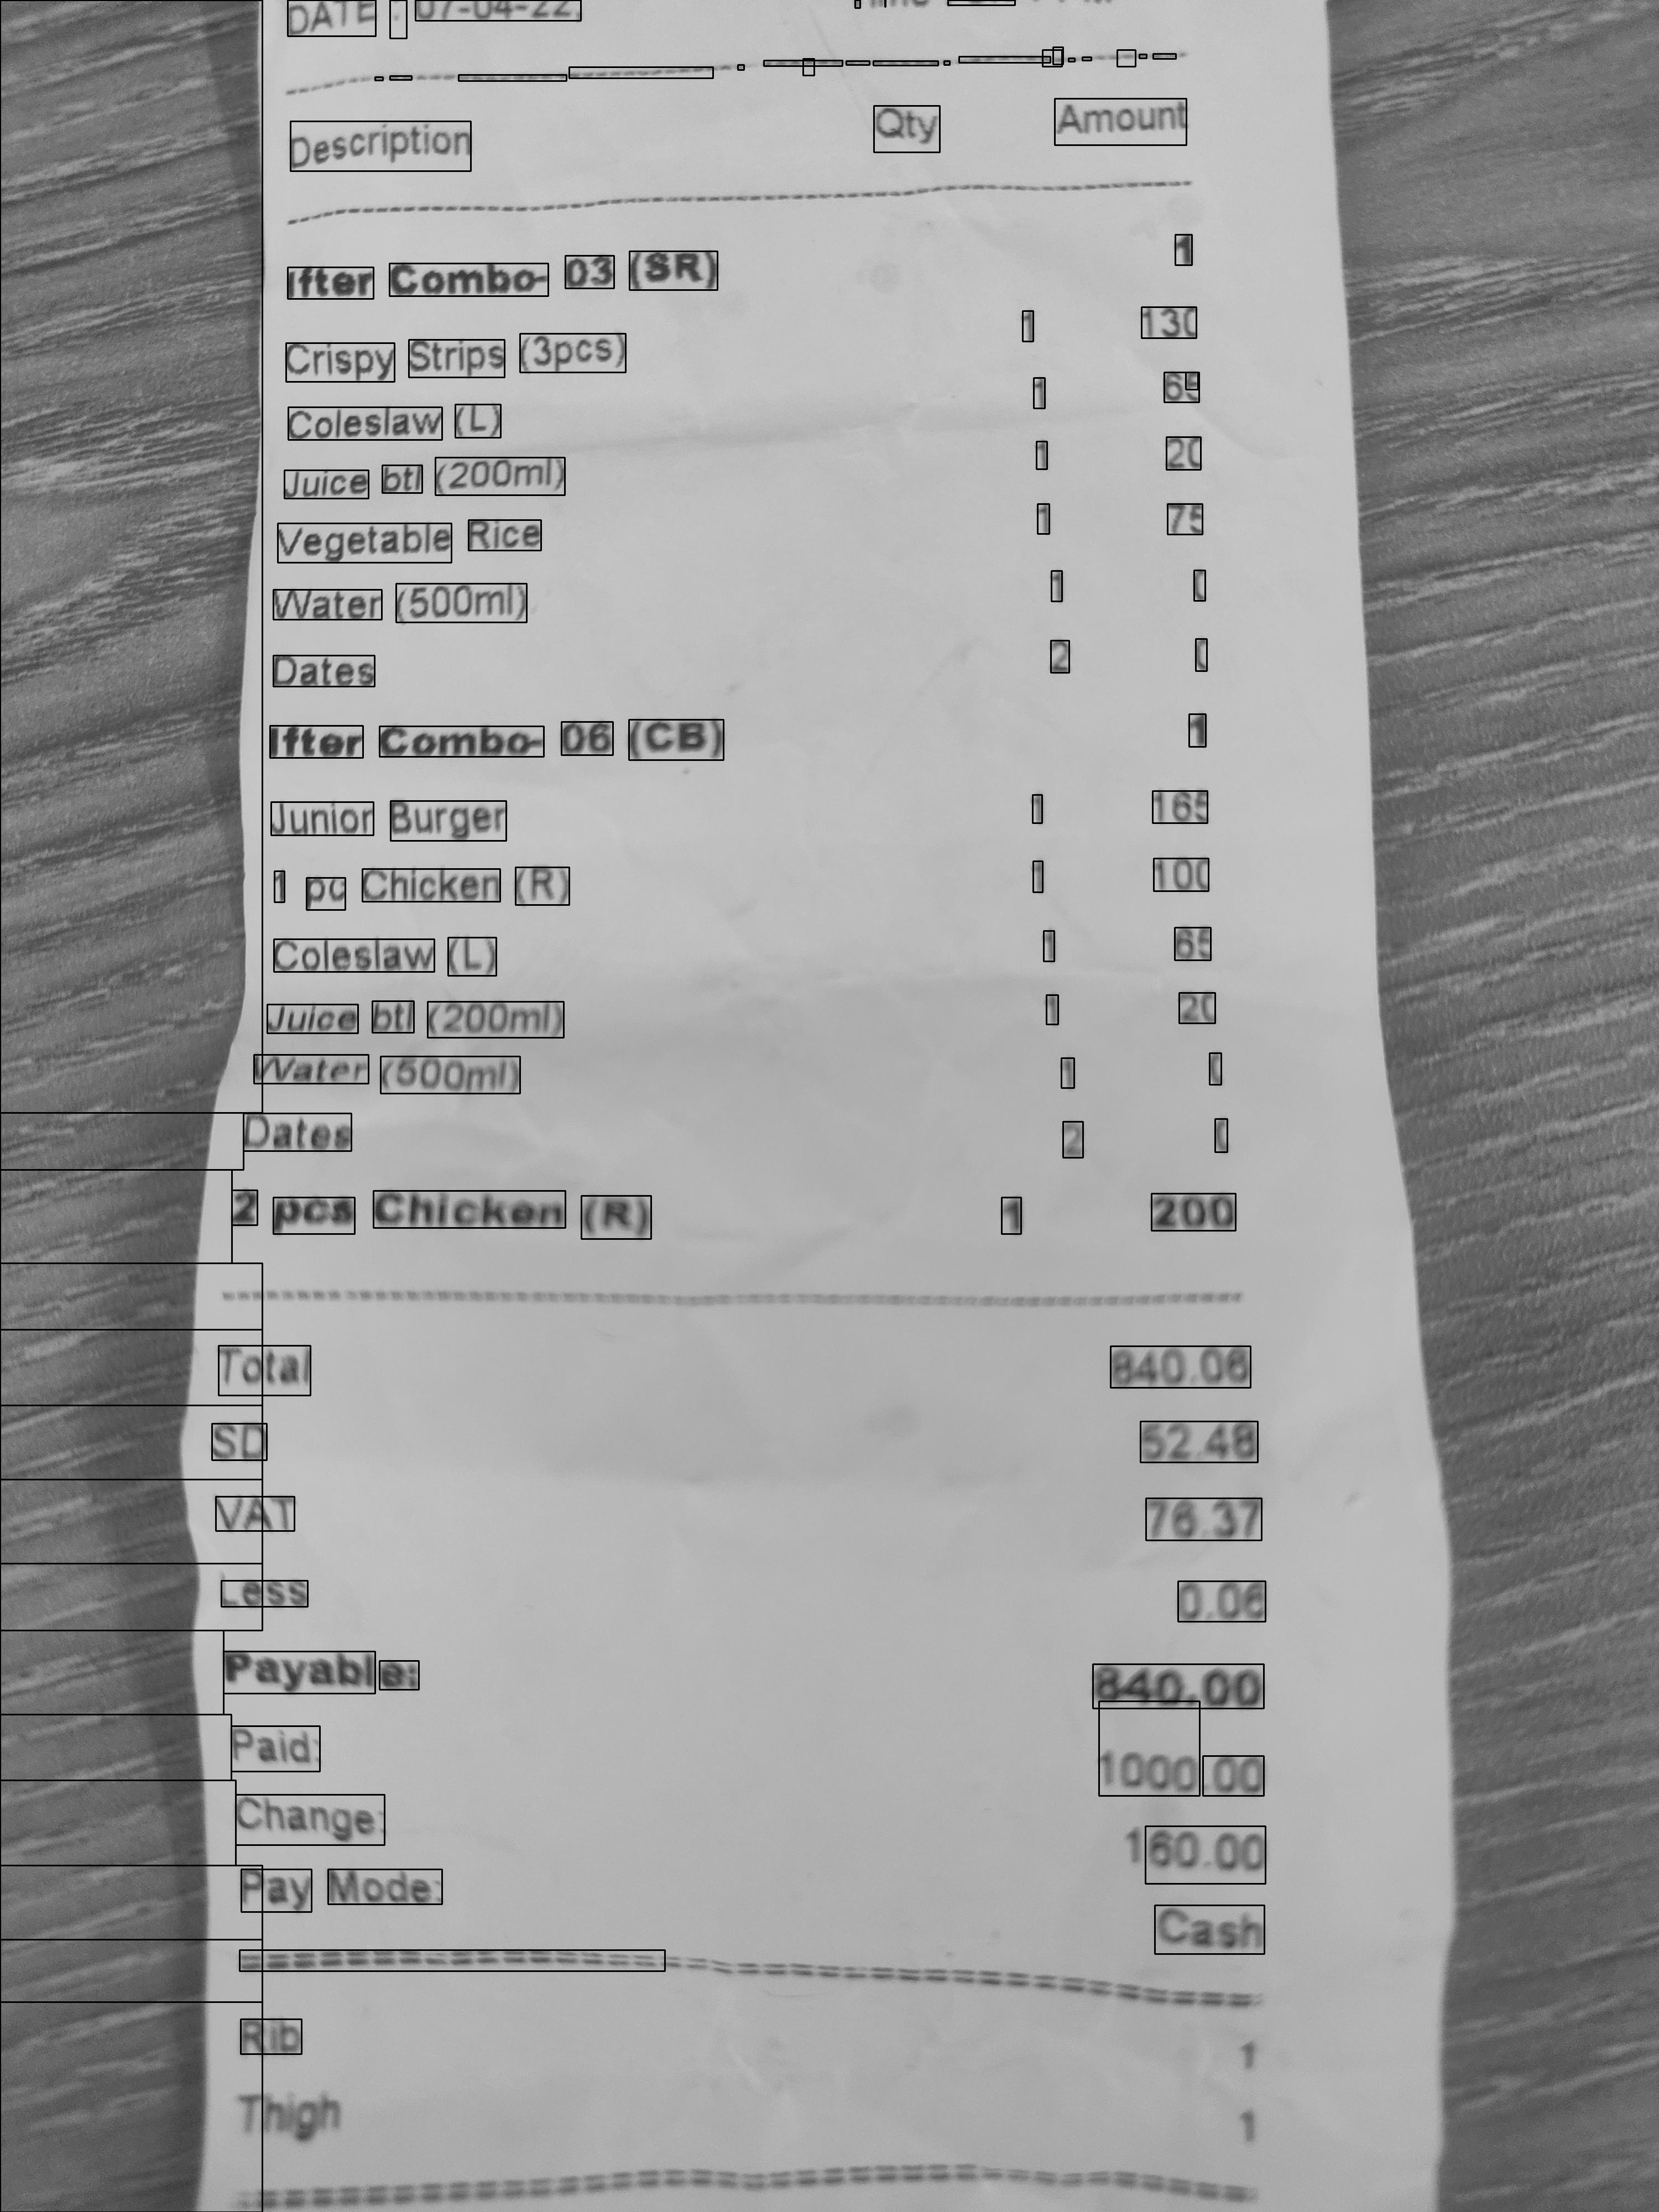 DATE : 07-04-22,
Description Qty Amount
Ifter Combo- 03 (SR) 1
Crispy Strips (3pcs) 1 130
Coleslaw (L) 1 65
Juice btl (200ml) 1 20
Vegetable Rice 1 75
Water (500ml) 1 0
Dates 2 0
Ifter Combo- 06 (CB) 1
Junior Burger 1 165
1 pc Chicken (R) 1 100
Coleslaw (L) 1 65
Juice btl (200ml) 1 20
Water (500ml) 1 0
Dates 2 0
2 pcs Chicken (R) 1 200
Total 840.06
SD 52.48
VAT 76.37
Less 0.06
Payable: 840.00
Paid: 1000.00
Change: 160.00
Pay Mode: Cash
Rib 1
Thigh 1